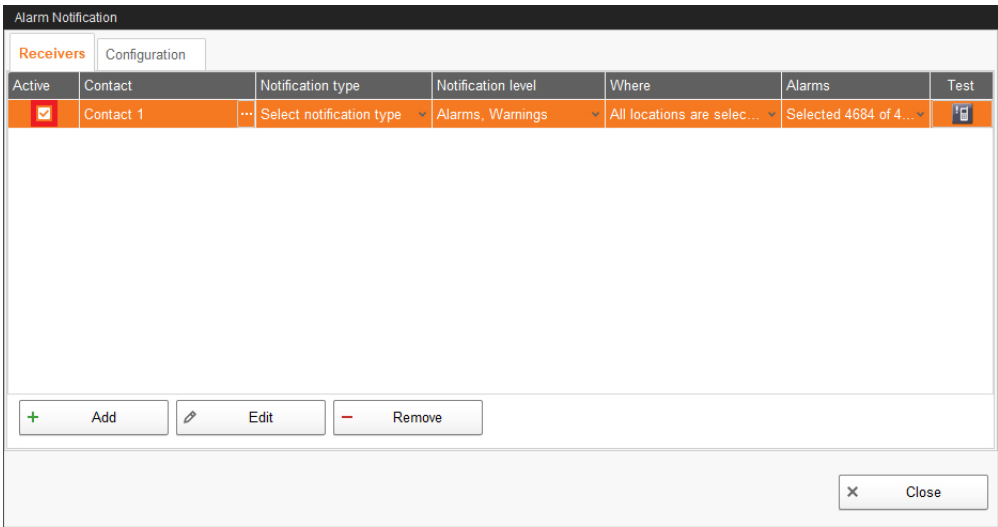 Alarm Notification
Receivers Configuration
Active Contact Notification type Notification level Where Alarms Test
Contact 1 ... Select notification type Alarms, Warnings All locations are selec... Selected 4684 of 4...
Add Edit Remove
Close